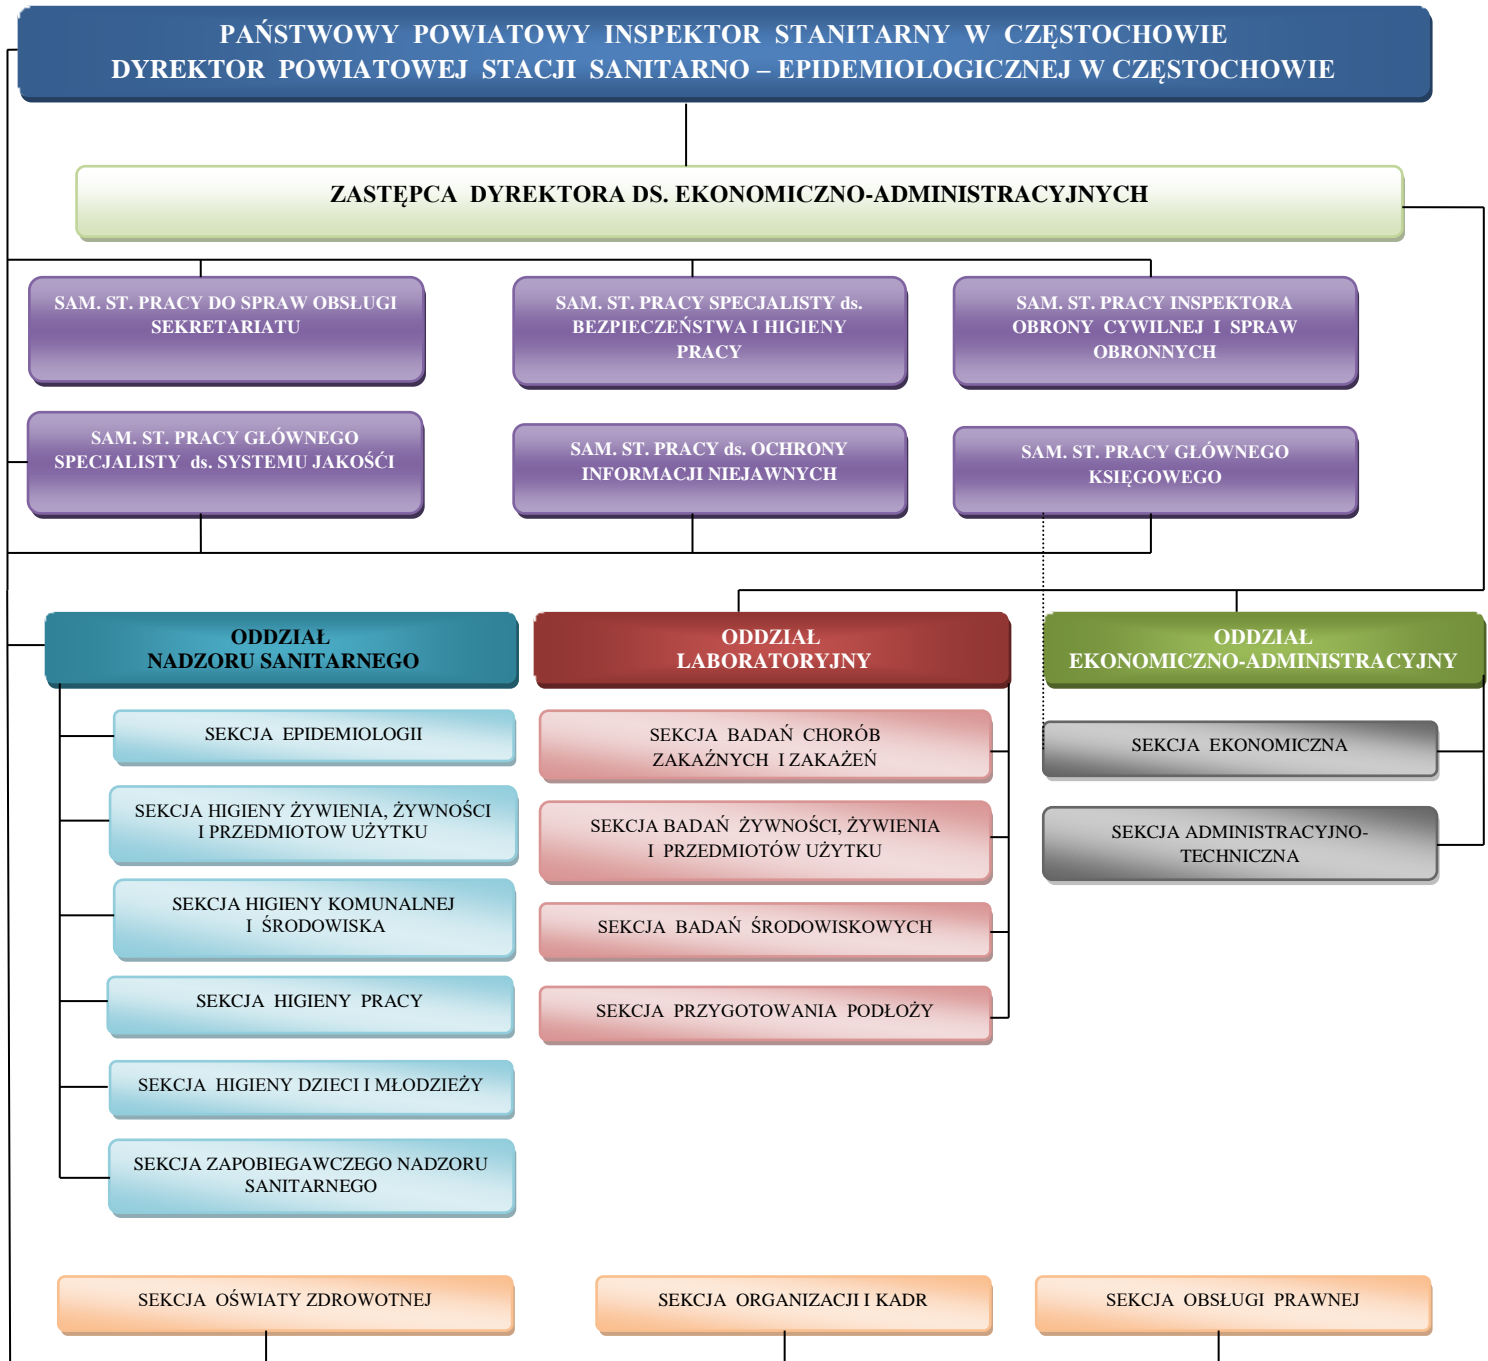 PAŃSTWOWY POWIATOWY INSPEKTOR STANITARNY W CZĘSTOCHOWIE
DYREKTOR POWIATOWEJ STACJI SANITARNO – EPIDEMIOLOGICZNEJ W CZĘSTOCHOWIE
ZASTĘPCA DYREKTORA DS. EKONOMICZNO-ADMINISTRACYJNYCH
SAM. ST. PRACY DO SPRAW OBSŁUGI
SEKRETARIATU
SAM. ST. PRACY SPECJALISTY ds.
BEZPIECZEŃSTWA I HIGIENY
PRACY
SAM. ST. PRACY INSPEKTORA
OBRONY CYWILNEJ I SPRAW
OBRONNYCH
SAM. ST. PRACY GŁÓWNEGO
SPECJALISTY ds. SYSTEMU JAKOŚĆI
SAM. ST. PRACY ds. OCHRONY
INFORMACJI NIEJAWNYCH
SAM. ST. PRACY GŁÓWNEGO
KSIĘGOWEGO
ODDZIAŁ
NADZORU SANITARNEGO
SEKCJA EPIDEMIOLOGII
SEKCJA HIGIENY ŻYWIENIA, ŻYWNOŚCI
I PRZEDMIOTOW UŻYTKU
SEKCJA HIGIENY KOMUNALNEJ
I ŚRODOWISKA
SEKCJA HIGIENY PRACY
SEKCJA HIGIENY DZIECI I MŁODZIEŻY
SEKCJA ZAPOBIEGAWCZEGO NADZORU
SANITARNEGO
ODDZIAŁ
LABORATORYJNY
SEKCJA BADAŃ CHORÓB
ZAKAŹNYCH I ZAKAŻEŃ
SEKCJA BADAŃ ŻYWNOŚCI, ŻYWIENIA
I PRZEDMIOTÓW UŻYTKU
SEKCJA BADAŃ ŚRODOWISKOWYCH
SEKCJA PRZYGOTOWANIA PODŁOŻY
ODDZIAŁ
EKONOMICZNO-ADMINISTRACYJNY
SEKCJA EKONOMICZNA
SEKCJA ADMINISTRACYJNO-
TECHNICZNA
SEKCJA OŚWIATY ZDROWOTNEJ
SEKCJA ORGANIZACJI I KADR
SEKCJA OBSŁUGI PRAWNEJ